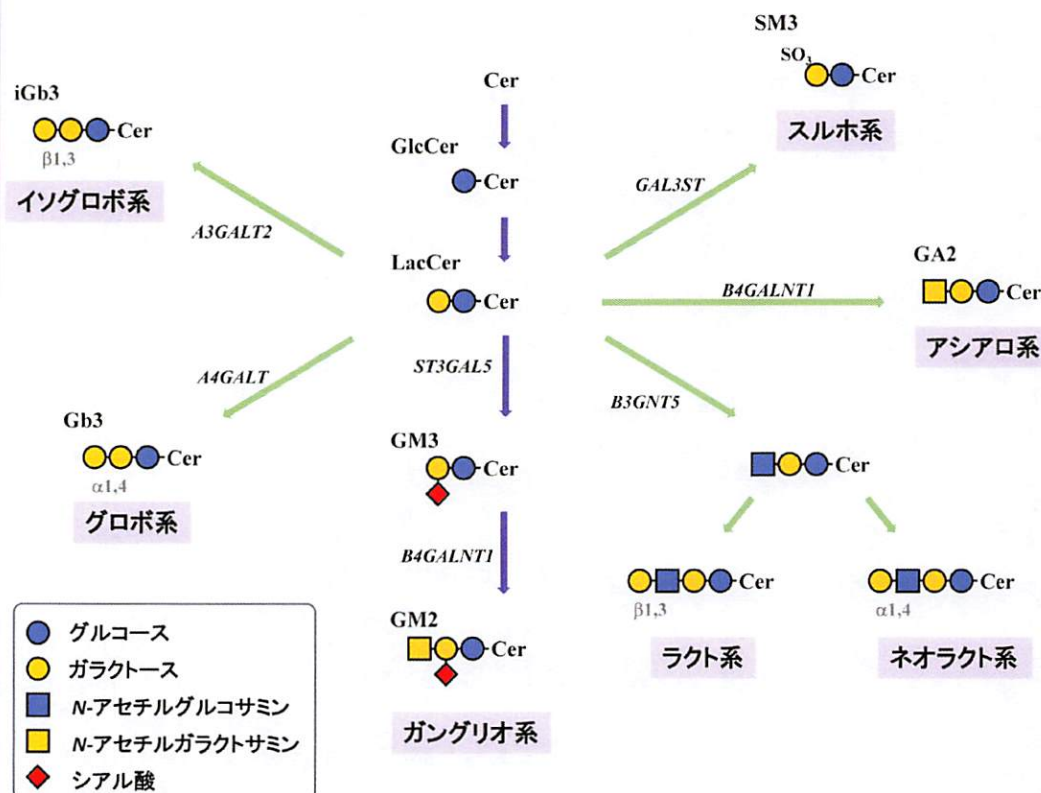 SM3
SO3
Cer
iGb3
Cer
β1,3
イソグロボ系
Cer
スルホ系
GlcCer
Cer
GAL3ST
A3GALT2
LacCer
Cer
GA2
B4GALNT1
Cer
アシアロ系
ST3GAL5
A4GALT
B3GNT5
Gb3
Cer
α1,4
グロボ系
GM3
Cer
Cer
B4GALNT1
Cer
β1,3
ラクト系
Cer
α1,4
ネオラクト系
GM2
Cer
ガングリオ系
グルコース
ガラクトース
N-アセチルグルコサミン
N-アセチルガラクトサミン
シアル酸